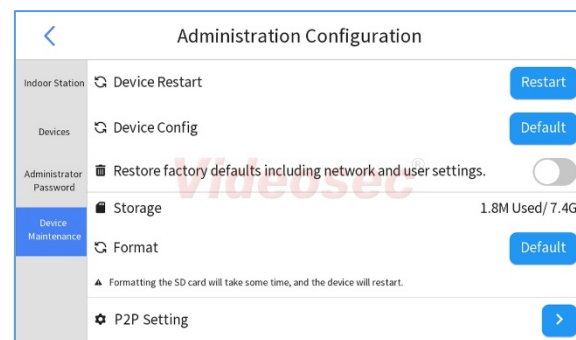 Administration Configuration
Indoor Station
Device Restart
Restart
Devices
Device Config
Default
Administrator
Password
Restore factory defaults including network and user settings.
Videosec®
Device
Maintenance
Storage
1.8M Used/ 7.4G
Format
Default
Formatting the SD card will take some time, and the device will restart.
P2P Setting